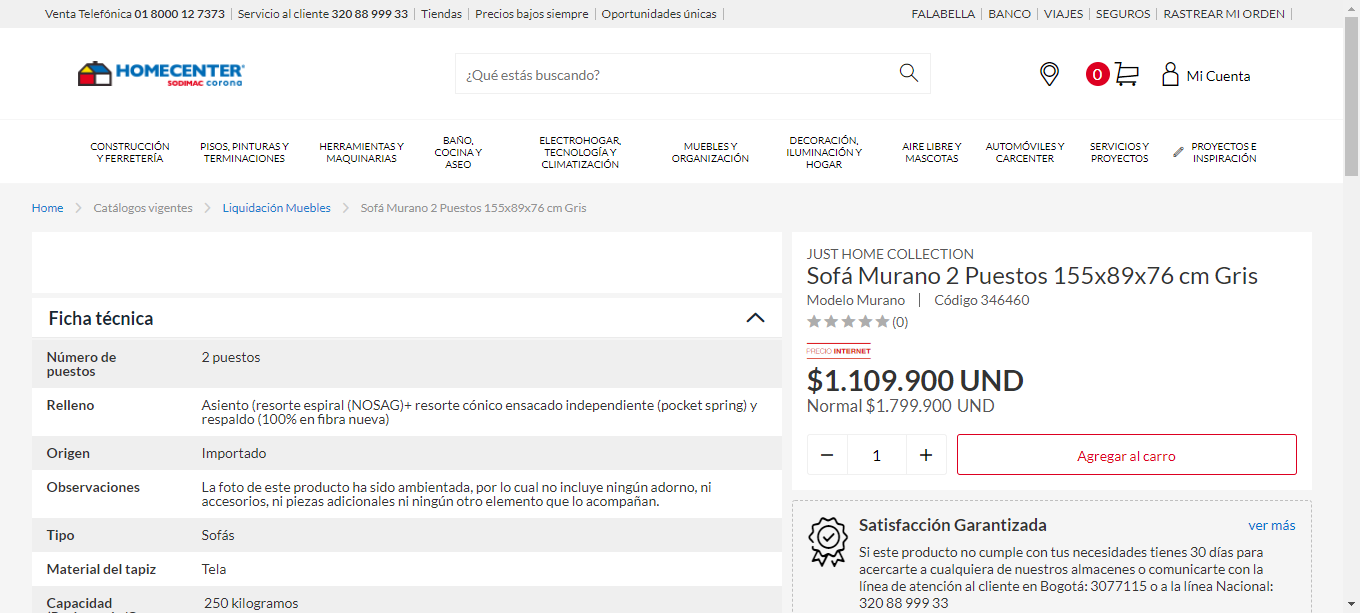 Venta Telefónica 01 8000 12 7373 | Servicio al cliente 320 88 999 33 | Tiendas | Precios bajos siempre | Oportunidades únicas |
FALABELLA | BANCO | VIAJES | SEGUROS | RASTREAR MI ORDEN |
HOMECENTER
SODIMAC corona
¿Qué estás buscando?
0
Mi Cuenta
CONSTRUCCIÓN
Y FERRETERÍA
PISOS, PINTURAS Y
TERMINACIONES
HERRAMIENTAS Y
MAQUINARIAS
BAÑO,
COCINA Y
ASEO
ELECTROHOGAR,
TECNOLOGÍA Y
CLIMATIZACIÓN
MUEBLES Y
ORGANIZACIÓN
DECORACIÓN,
ILUMINACIÓN Y
HOGAR
AIRE LIBRE Y
MASCOTAS
AUTOMÓVILES Y
CARCENTER
SERVICIOS Y
PROYECTOS
PROYECTOS E
INSPIRACIÓN
Home > Catálogos vigentes > Liquidación Muebles > Sofá Murano 2 Puestos 155x89x76 cm Gris
Ficha técnica
Número de
puestos
2 puestos
Relleno
Asiento (resorte espiral (NOSAG)+ resorte cónico ensacado independiente (pocket spring) y
respaldo (100% en fibra nueva)
Origen
Importado
Observaciones
La foto de este producto ha sido ambientada, por lo cual no incluye ningún adorno, ni
accesorios, ni piezas adicionales ni ningún otro elemento que lo acompañan.
Tipo
Sofás
Material del tapiz
Tela
Capacidad
250 kilogramos
JUST HOME COLLECTION
Sofá Murano 2 Puestos 155x89x76 cm Gris
Modelo Murano | Código 346460
(0)
PRECIO INTERNET
$1.109.900 UND
Normal $1.799.900 UND
− 1 +
Agregar al carro
Satisfacción Garantizada
ver más
Si este producto no cumple con tus necesidades tienes 30 días para
acercarte a cualquiera de nuestros almacenes o comunicarte con la
línea de atención al cliente en Bogotá: 3077115 o a la línea Nacional:
320 88 999 33